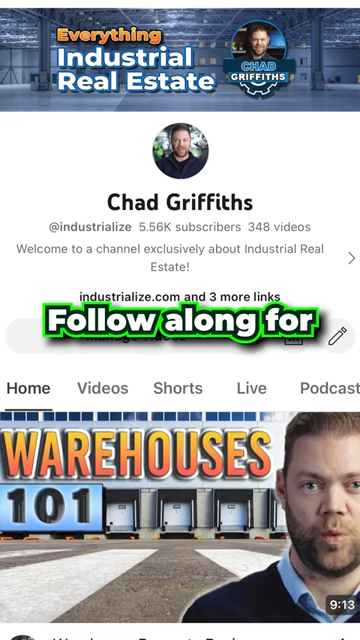 Everything
Industrial
Real Estate
CHAD
GRIFFITHS
Chad Griffiths
@industrialize 5.56K subscribers 348 videos
Welcome to a channel exclusively about Industrial Real
Estate!
industrialize.com and 3 more links
Follow along for
Home Videos Shorts Live Podcast
WAREHOUSES
101
9:13